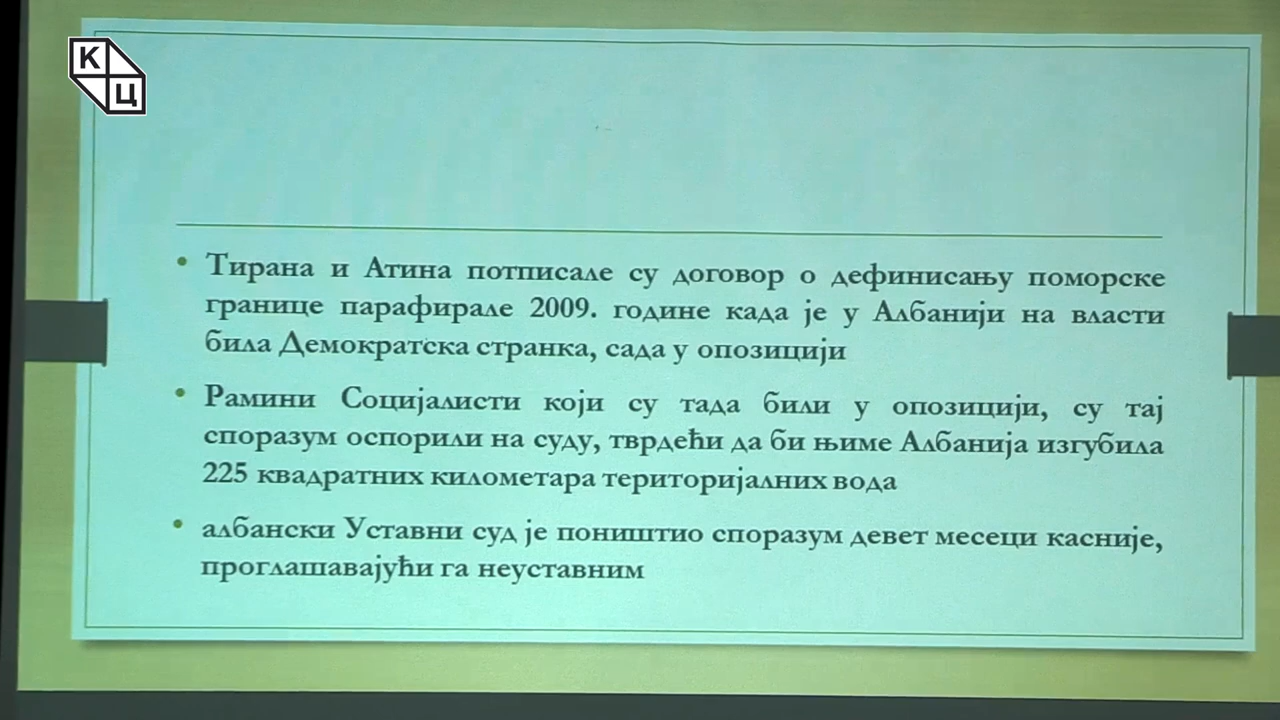 К
Ц
Тирана и Атина потписале су договор о дефинисању поморске
границе парафирале 2009. године када је у Албанији на власти
била Демократска странка, сада у опозицији
Рамини Социјалисти који су тада били у опозицији, су тај
споразум оспорили на суду, тврдећи да би њиме Албанија изгубила
225 квадратних километара територијалних вода
албански Уставни суд је поништио споразум девет месеци касније,
проглашавајући га неуставним